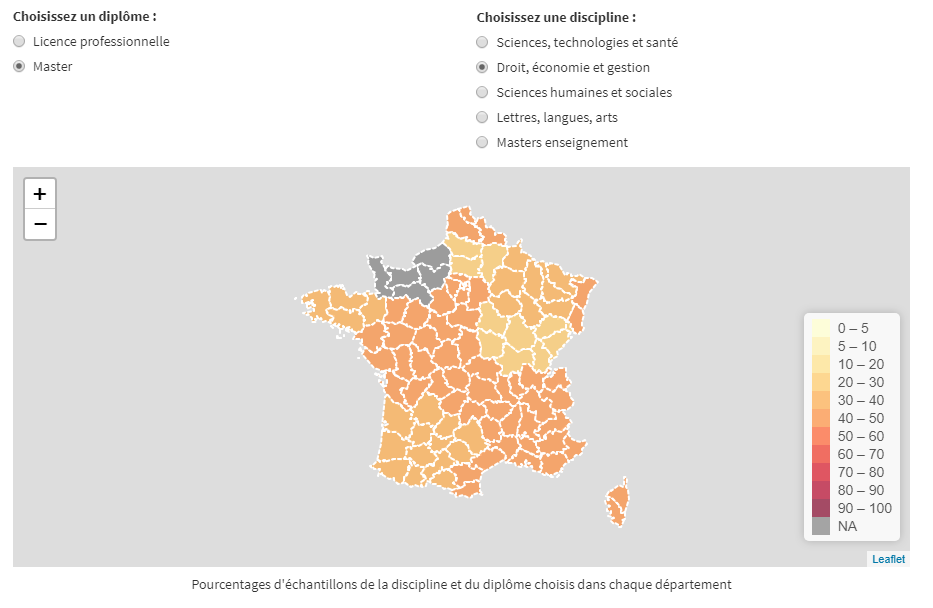 Choisissez un diplôme :
Licence professionnelle
Master
Choisissez une discipline :
Sciences, technologies et santé
Droit, économie et gestion
Sciences humaines et sociales
Lettres, langues, arts
Masters enseignement
+
−
0 – 5
5 – 10
10 – 20
20 – 30
30 – 40
40 – 50
50 – 60
60 – 70
70 – 80
80 – 90
90 – 100
NA
Leaflet
Pourcentages d'échantillons de la discipline et du diplôme choisis dans chaque département